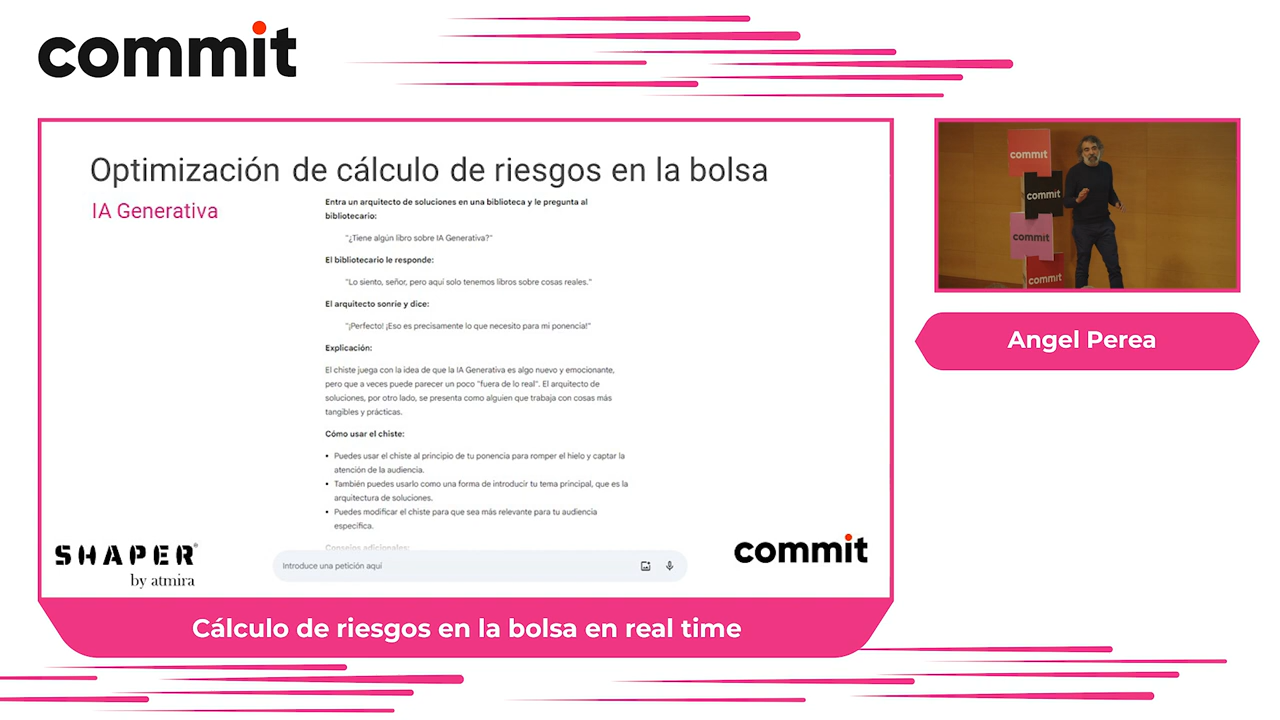 commit
Optimización de cálculo de riesgos en la bolsa
IA Generativa
Entra un arquitecto de soluciones en una biblioteca y le pregunta al
bibliotecario:
"¿Tiene algún libro sobre IA Generativa?"
El bibliotecario le responde:
"Lo siento, señor, pero aquí solo tenemos libros sobre cosas reales."
El arquitecto sonríe y dice:
"¡Perfecto! ¡Eso es precisamente lo que necesito para mi ponencia!"
Explicación:
El chiste juega con la idea de que la IA Generativa es algo nuevo y emocionante,
pero que a veces puede parecer un poco "fuera de lo real". El arquitecto de
soluciones, por otro lado, se presenta como alguien que trabaja con cosas más
tangibles y prácticas.
Cómo usar el chiste:
• Puedes usar el chiste al principio de tu ponencia para romper el hielo y captar la
atención de la audiencia.
• También puedes usarlo como una forma de introducir tu tema principal, que es la
arquitectura de soluciones.
• Puedes modificar el chiste para que sea más relevante para tu audiencia
específica.
Consejos adicionales:
Introduce una petición aquí
SHAPER®
by atmira
commit
Cálculo de riesgos en la bolsa en real time
commit
commit
commit
commit
Angel Perea